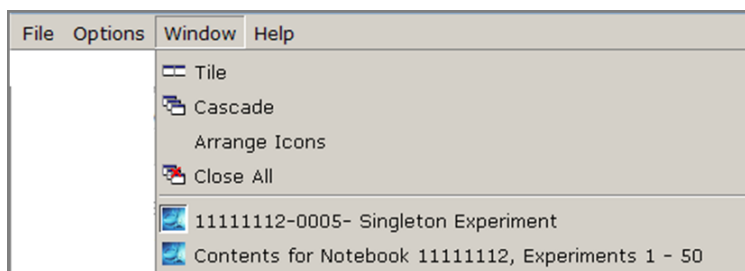 File Options Window Help
Tile
Cascade
Arrange Icons
Close All
11111112-0005- Singleton Experiment
Contents for Notebook 11111112, Experiments 1 - 50